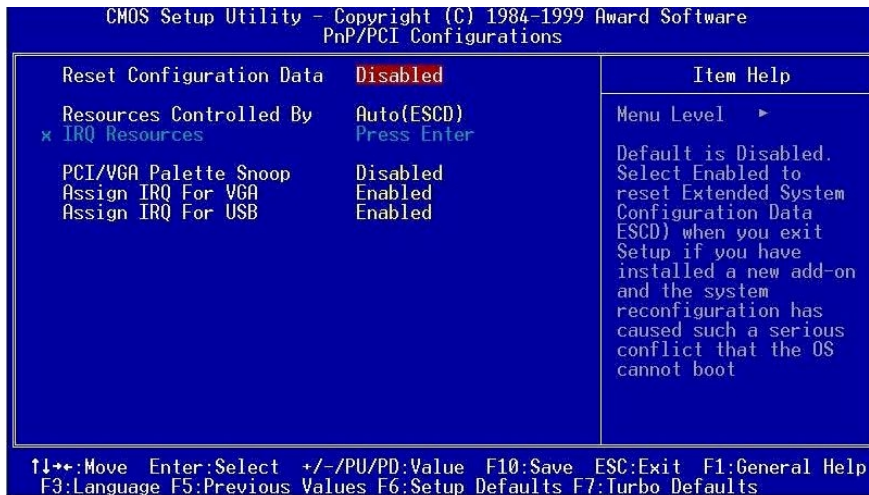 CMOS Setup Utility – Copyright (C) 1984-1999 Award Software
PnP/PCI Configurations
Reset Configuration Data Disabled
Resources Controlled By Auto(ESCD)
x IRQ Resources Press Enter
PCI/VGA Palette Snoop Disabled
Assign IRQ For VGA Enabled
Assign IRQ For USB Enabled
Item Help
Menu Level ►
Default is Disabled.
Select Enabled to
reset Extended System
Configuration Data
ESCD) when you exit
Setup if you have
installed a new add-on
and the system
reconfiguration has
caused such a serious
conflict that the OS
cannot boot
↑↓→←:Move Enter:Select +/-/PU/PD:Value F10:Save ESC:Exit F1:General Help
F3:Language F5:Previous Values F6:Setup Defaults F7:Turbo Defaults